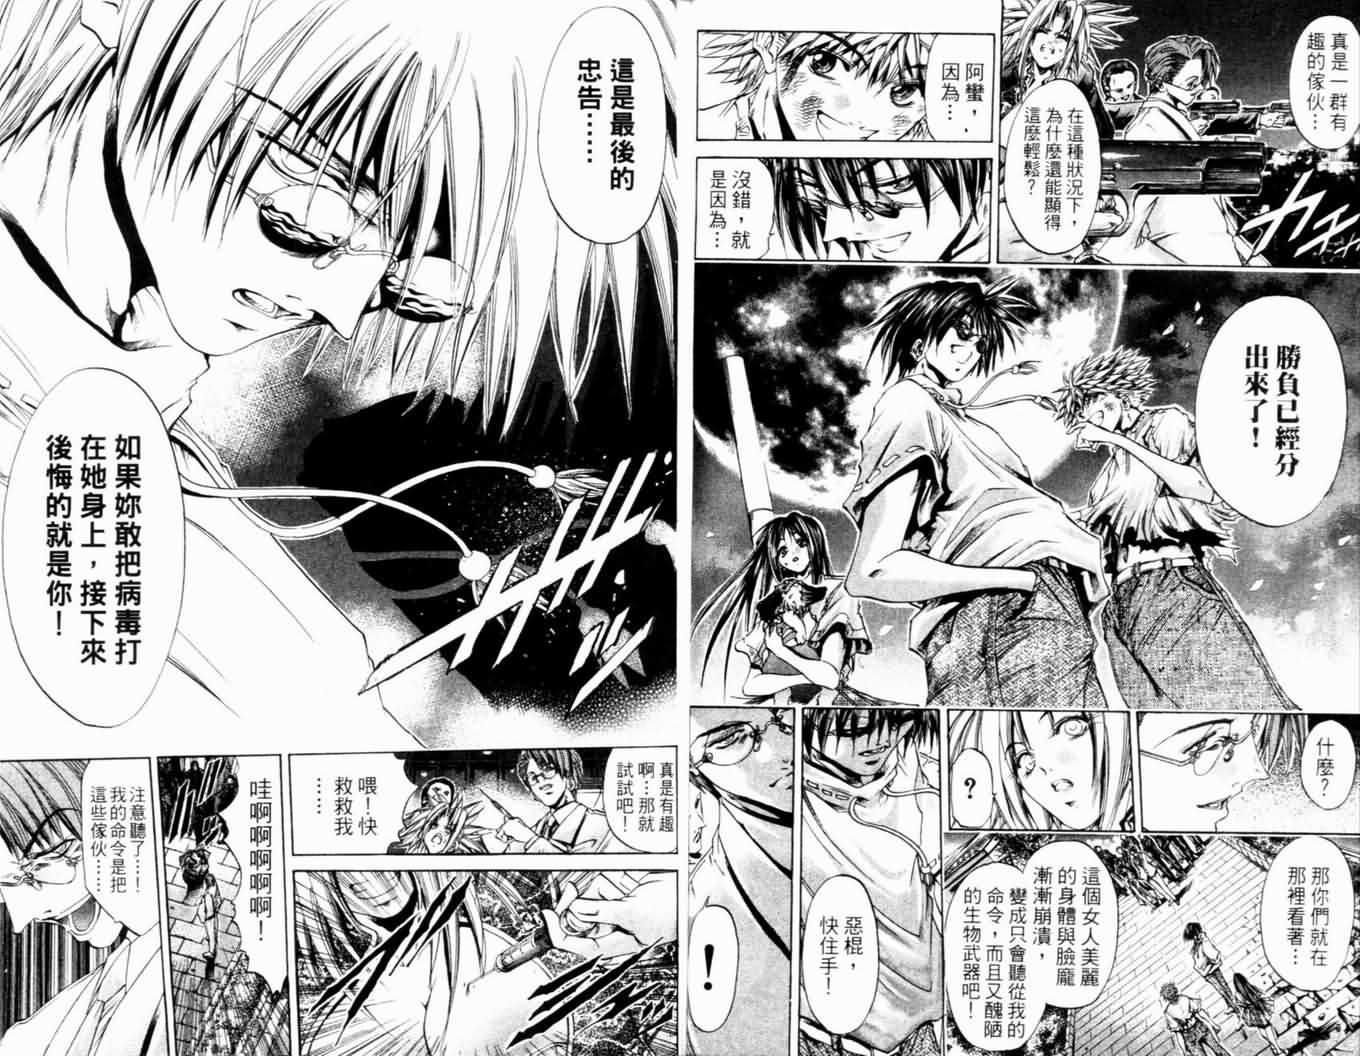 真是一群有
趣的傢伙…
在這種狀況下，
為什麼還能顯得
這麼輕鬆？
カチャ
阿蠻，
因為…
沒錯，就
是因為…
勝負已經分
出來了！
什麼？
？
那你們就在
那裡看著…
這個女人美麗
的身體與臉龐
漸漸崩潰，
變成只會聽從我的
命令，而且又醜陋
的生物武器吧！
惡棍，
快住手！
！
這是最後的
忠告……
如果妳敢把病毒打
在她身上，接下來
後悔的就是你！
真是有趣
啊…那就
試試吧！
喂！快
救救我
……
哇啊啊啊啊啊！
注意聽了…！
我的命令是把
這些傢伙……